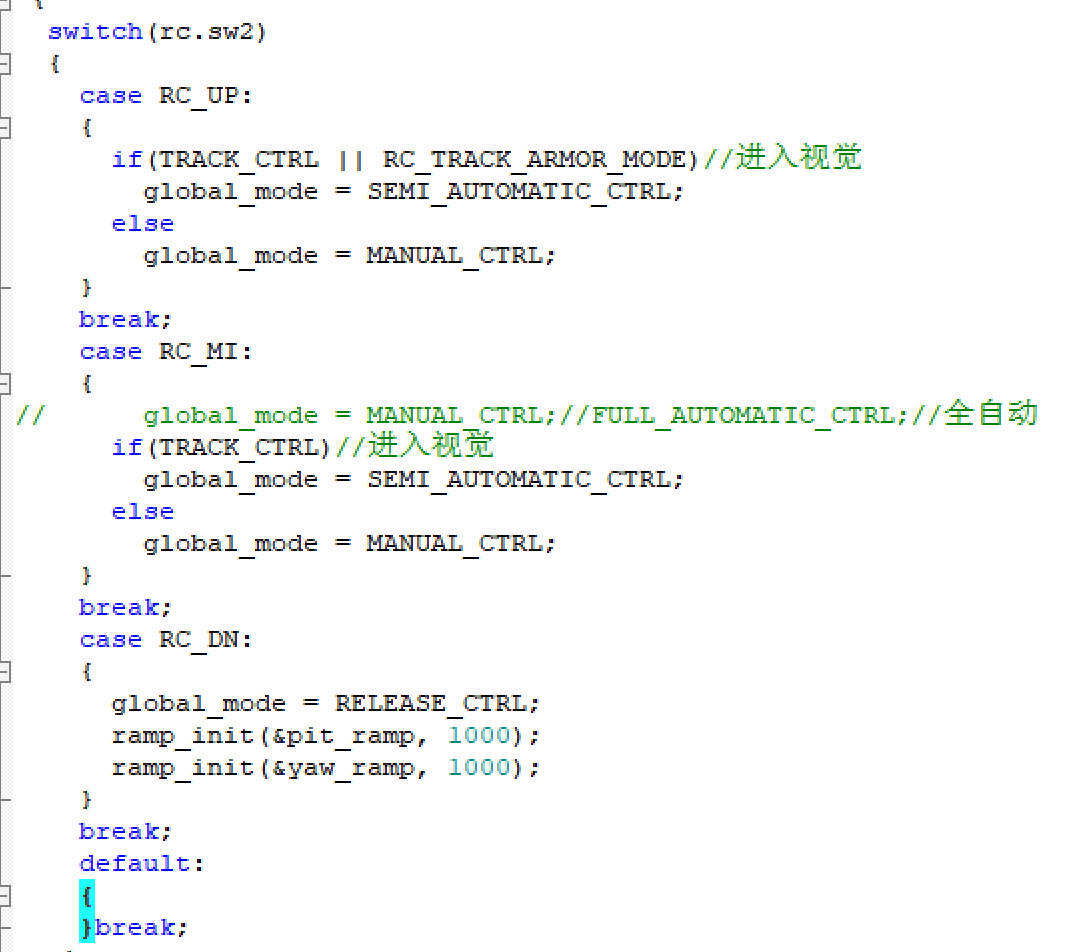 {
switch(rc.sw2)
{
case RC_UP:
{
if(TRACK_CTRL || RC_TRACK_ARMOR_MODE)//进入视觉
global_mode = SEMI_AUTOMATIC_CTRL;
else
global_mode = MANUAL_CTRL;
}
break;
case RC_MI:
{
//      global_mode = MANUAL_CTRL;//FULL_AUTOMATIC_CTRL;//全自动
if(TRACK_CTRL)//进入视觉
global_mode = SEMI_AUTOMATIC_CTRL;
else
global_mode = MANUAL_CTRL;
}
break;
case RC_DN:
{
global_mode = RELEASE_CTRL;
ramp_init(&pit_ramp, 1000);
ramp_init(&yaw_ramp, 1000);
}
break;
default:
{
}break;